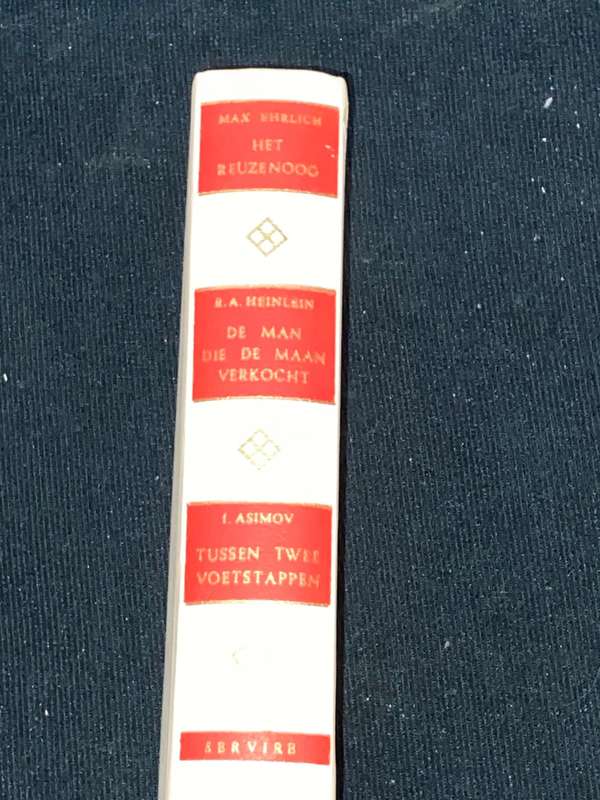 MAX EHRLICH
HET
REUZENOOG
R.A. HEINLEIN
DE MAN
DIE DE MAAN
VERKOCHT
I. ASIMOV
TUSSEN TWEE
VOETSTAPPEN
SERVIRE